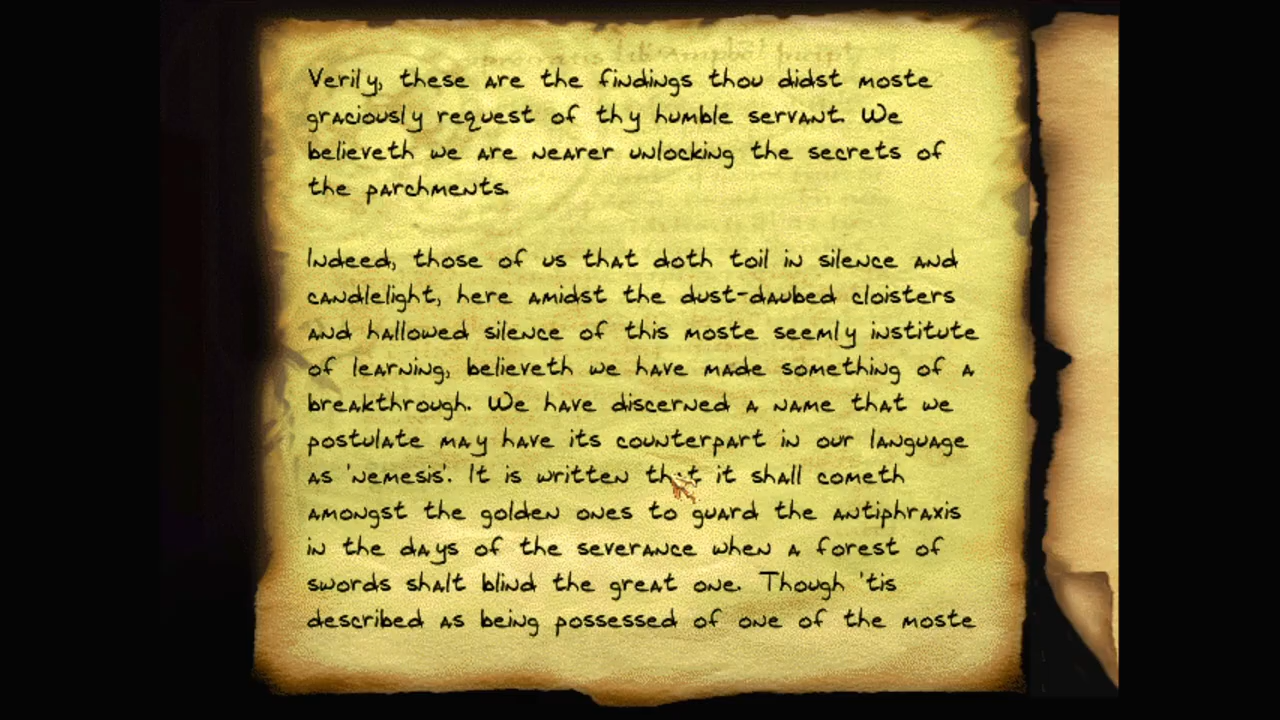 Verily, these are the findings thou didst moste
graciously request of thy humble servant. We
believeth we are nearer unlocking the secrets of
the parchments.
Indeed, those of us that doth toil in silence and
candlelight, here amidst the dust-daubed cloisters
and hallowed silence of this moste seemly institute
of learning, believeth we have made something of a
breakthrough. We have discerned a name that we
postulate may have its counterpart in our language
as 'nemesis'. It is written that it shall cometh
amongst the golden ones to guard the antiphraxis
in the days of the severance when a forest of
swords shalt blind the great one. Though 'tis
described as being possessed of one of the moste